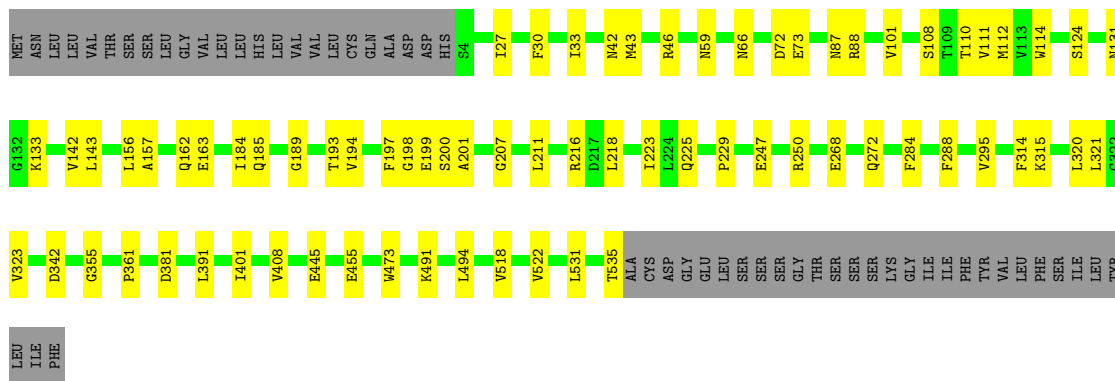 MET ASN LEU LEU VAL THR SER SER LEU GLY VAL LEU LEU HIS LEU VAL VAL LEU CYS GLN ALA ASP ASP HIS S4 I27 F30 I33 N42 M43 R46 N59 N66 D72 E73 N87 R88 V101 S108 T109 T110 V111 M112 V113 W114 S124 N131
G132 K133 V142 L143 L156 A157 Q162 E163 I184 Q185 G189 T193 V194 F197 G198 E199 S200 A201 G207 L211 R216 D217 L218 I223 L224 Q225 P229 E247 R250 E268 Q272 F284 F288 V295 F314 K315 L320 L321 G322
V323 D342 G355 P361 D381 L391 I401 V408 E445 E455 W473 K491 L494 V518 V522 L531 T535 ALA CYS ASP GLY GLU LEU SER SER SER GLY THR SER SER SER LYS GLY ILE ILE PHE TYR VAL LEU PHE SER ILE LEU TYR
LEU ILE PHE